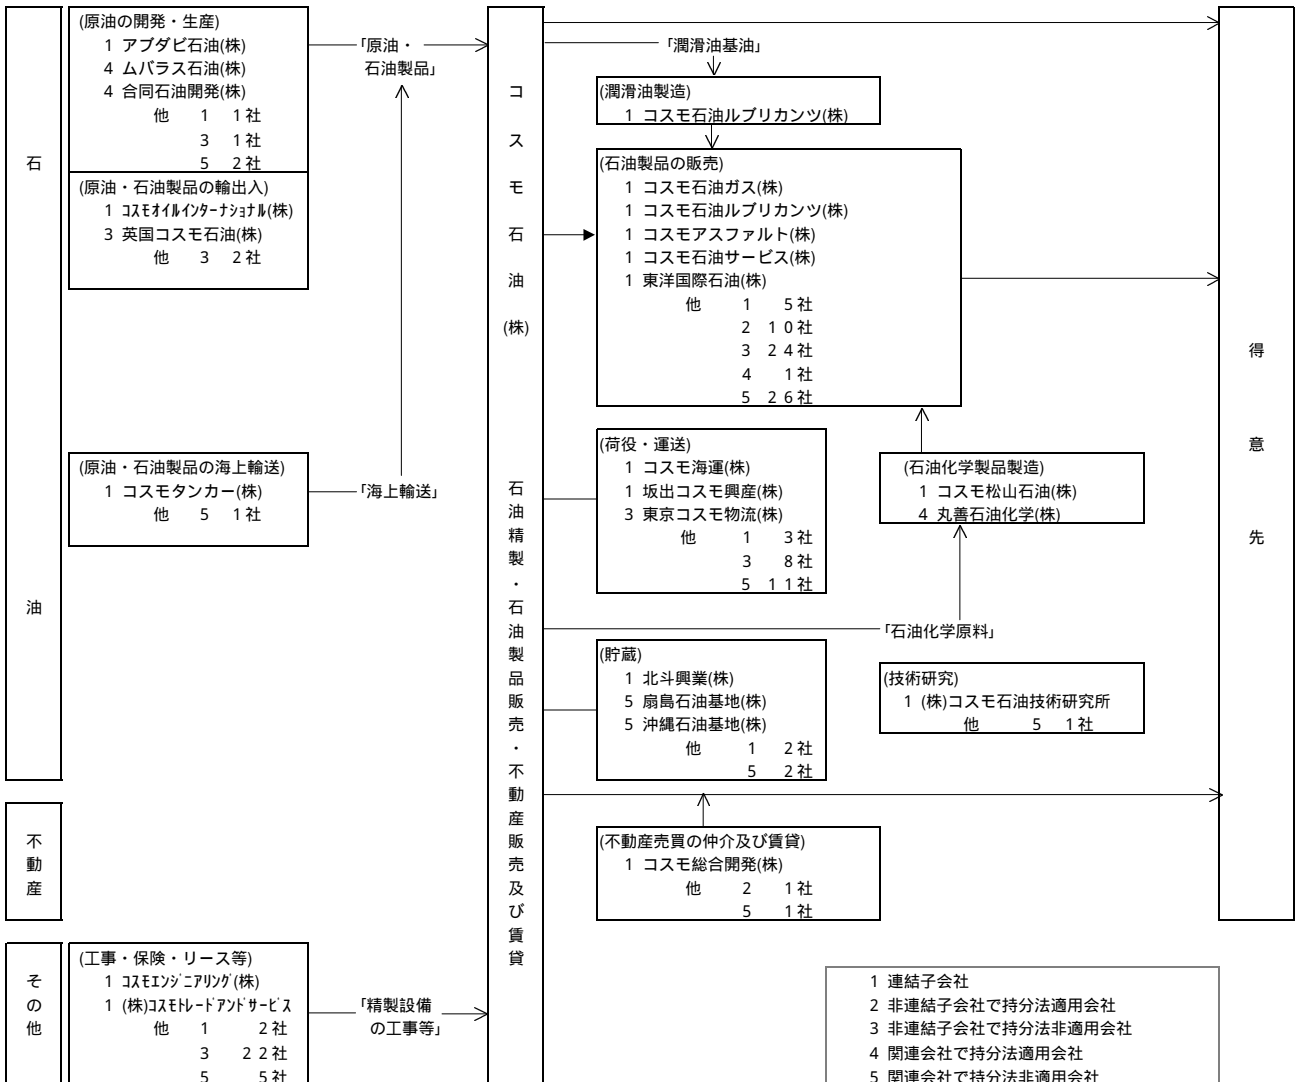 石
油
不
動
産
そ
の
他
(原油の開発・生産)
1 アブダビ石油(株)
4 ムバラス石油(株)
4 合同石油開発(株)
他 1 1社
3 1社
5 2社
(原油・石油製品の輸出入)
1 ｺｽﾓｵｲﾙｲﾝﾀｰﾅｼｮﾅﾙ(株)
3 英国コスモ石油(株)
他 3 2社
(原油・石油製品の海上輸送)
1 コスモタンカー(株)
他 5 1社
(工事・保険・リース等)
1 ｺｽﾓｴﾝｼﾞﾆｱﾘﾝｸﾞ(株)
1 (株)ｺｽﾓﾄﾚｰﾄﾞｱﾝﾄﾞｻｰﾋﾞｽ
他 1 2社
3 22社
5 5社
「原油・
石油製品」
「海上輸送」
「精製設備
の工事等」
コ
ス
モ
石
油
(株)
石
油
精
製
・
石
油
製
品
販
売
・
不
動
産
販
売
及
び
賃
貸
「潤滑油基油」
(潤滑油製造)
1 コスモ石油ルブリカンツ(株)
(石油製品の販売)
1 コスモ石油ガス(株)
1 コスモ石油ルブリカンツ(株)
1 コスモアスファルト(株)
1 コスモ石油サービス(株)
1 東洋国際石油(株)
他 1 5社
2 10社
3 24社
4 1社
5 26社
(荷役・運送)
1 コスモ海運(株)
1 坂出コスモ興産(株)
3 東京コスモ物流(株)
他 1 3社
3 8社
5 11社
(石油化学製品製造)
1 コスモ松山石油(株)
4 丸善石油化学(株)
「石油化学原料」
(貯蔵)
1 北斗興業(株)
5 扇島石油基地(株)
5 沖縄石油基地(株)
他 1 2社
5 2社
(技術研究)
1 (株)コスモ石油技術研究所
他 5 1社
(不動産売買の仲介及び賃貸)
1 コスモ総合開発(株)
他 2 1社
5 1社
得
意
先
1 連結子会社
2 非連結子会社で持分法適用会社
3 非連結子会社で持分法非適用会社
4 関連会社で持分法適用会社
5 関連会社で持分法非適用会社